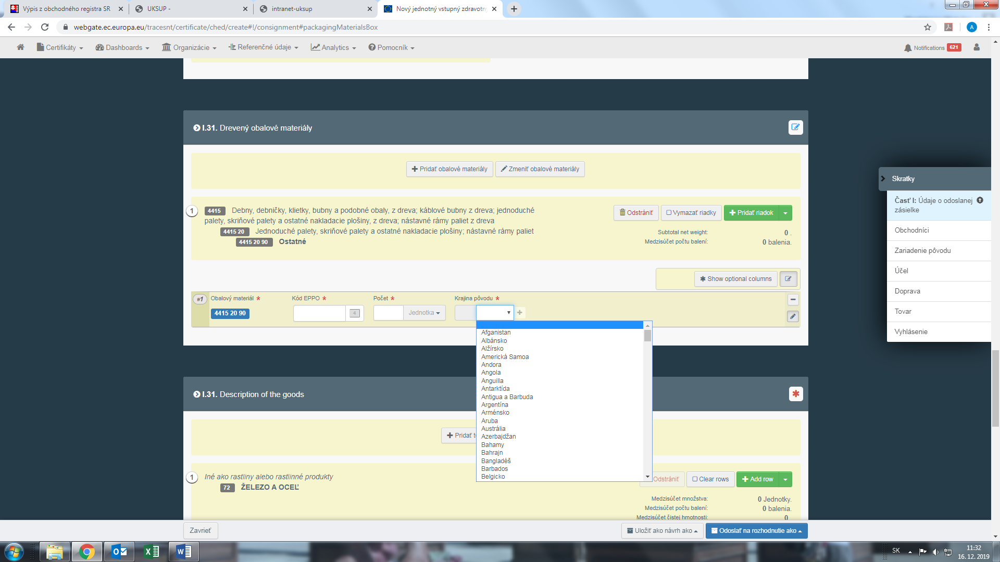 Výpis z obchodného registra SR
UKSUP -
intranet-uksup
Nový jednotný vstupný zdravotn
webgate.ec.europa.eu/tracesnt/certificate/ched/create#!/consignment#packagingMaterialsBox
A
Certifikáty
Dashboards
Organizácie
Referenčné údaje
Analytics
Pomocník
Notifications 621
I.31. Drevený obalové materiály
Pridať obalové materiály
Zmeniť obalové materiály
1
4415 Debny, debničky, klietky, bubny a podobné obaly, z dreva; káblové bubny z dreva; jednoduché
palety, skriňové palety a ostatné nakladacie plošiny, z dreva; nástavné rámy paliet z dreva
4415 20 Jednoduché palety, skriňové palety a ostatné nakladacie plošiny; nástavné rámy paliet
4415 20 90 Ostatné
Odstrániť
Vymazať riadky
Pridať riadok
Subtotal net weight: 0 .
Medzisúčet počtu balení: 0 balenia.
Show optional columns
#1
Obalový materiál *
4415 20 90
Kód EPPO *
4
Počet *
Jednotka
Krajina pôvodu *
Afganistan
Albánsko
Alžírsko
Americká Samoa
Andora
Angola
Anguilla
Antarktída
Antigua a Barbuda
Argentína
Arménsko
Aruba
Austrália
Azerbajdžan
Bahamy
Bahrajn
Bangladéš
Barbados
Belgicko
I.31. Description of the goods
Pridať
1
Iné ako rastliny alebo rastlinné produkty
72 ŽELEZO A OCEĽ
Odstrániť
Clear rows
Add row
Medzisúčet množstva: 0 Jednotky.
Medzisúčet počtu balení: 0 balenia.
Medzisúčet čistej hmotnosti: 0
Skratky
Časť I: Údaje o odoslanej
zásielke
Obchodníci
Zariadenie pôvodu
Účel
Doprava
Tovar
Vyhlásenie
Zavrieť
Uložiť ako návrh ako
Odoslať na rozhodnutie ako
SK
11:32
16. 12. 2019